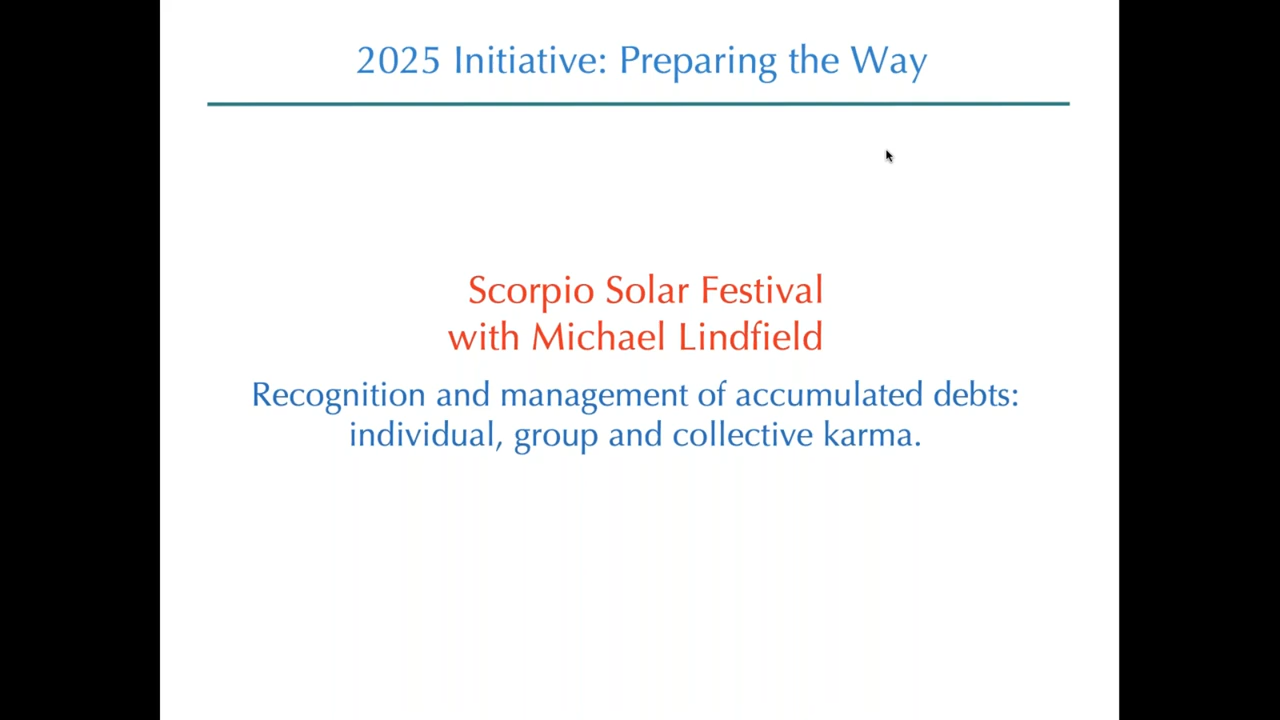 2025 Initiative: Preparing the Way
Scorpio Solar Festival
with Michael Lindfield
Recognition and management of accumulated debts:
individual, group and collective karma.